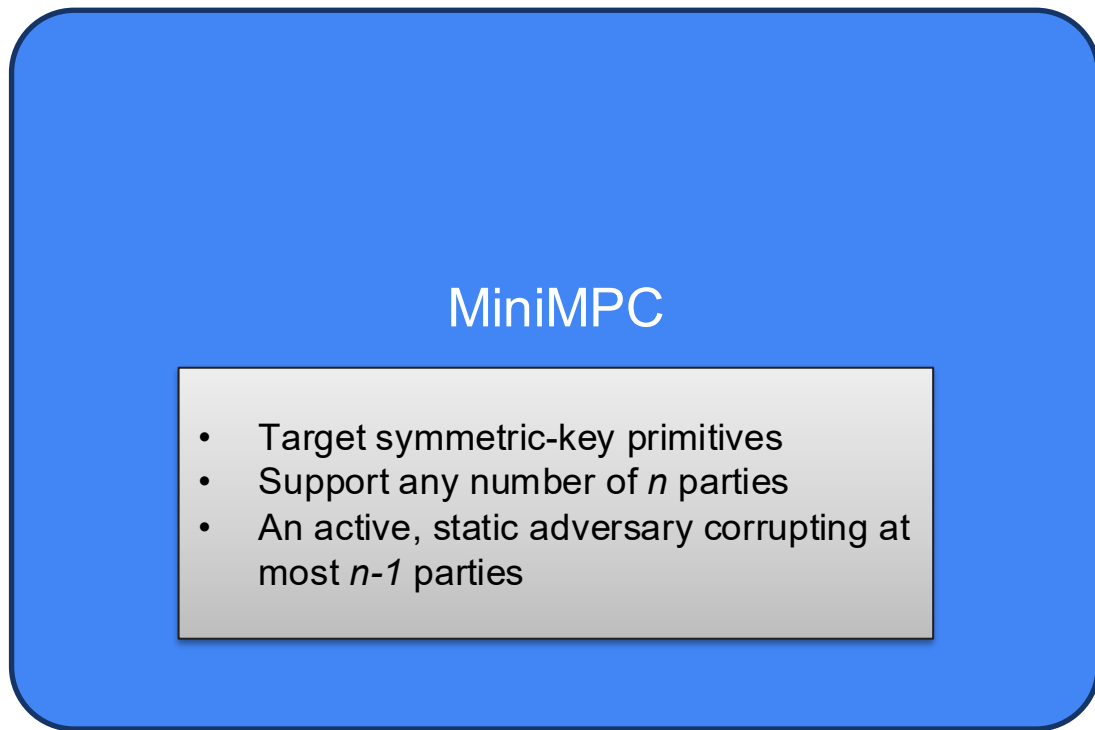 MiniMPC
• Target symmetric-key primitives
• Support any number of n parties
• An active, static adversary corrupting at
most n-1 parties